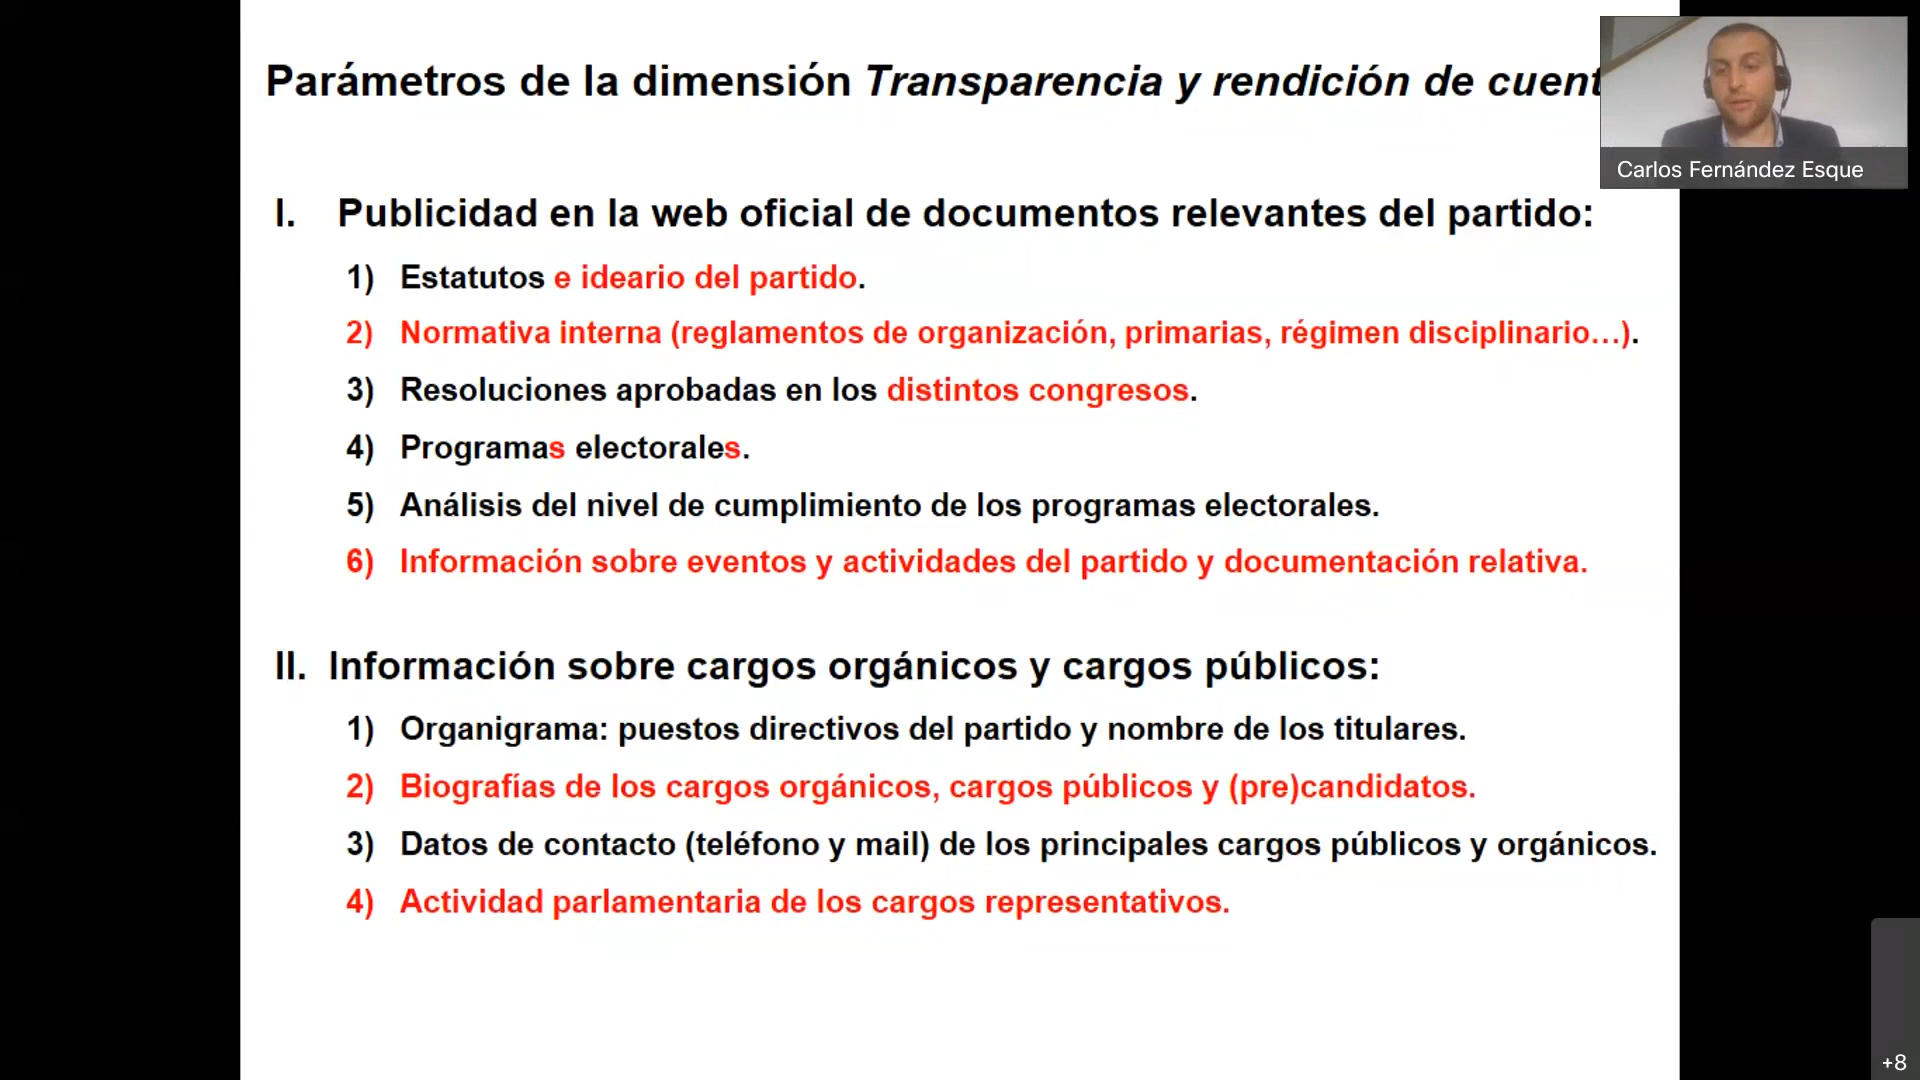 Parámetros de la dimensión Transparencia y rendición de cuent
Carlos Fernández Esque
I. Publicidad en la web oficial de documentos relevantes del partido:
1) Estatutos e ideario del partido.
2) Normativa interna (reglamentos de organización, primarias, régimen disciplinario…).
3) Resoluciones aprobadas en los distintos congresos.
4) Programas electorales.
5) Análisis del nivel de cumplimiento de los programas electorales.
6) Información sobre eventos y actividades del partido y documentación relativa.
II. Información sobre cargos orgánicos y cargos públicos:
1) Organigrama: puestos directivos del partido y nombre de los titulares.
2) Biografías de los cargos orgánicos, cargos públicos y (pre)candidatos.
3) Datos de contacto (teléfono y mail) de los principales cargos públicos y orgánicos.
4) Actividad parlamentaria de los cargos representativos.
+8